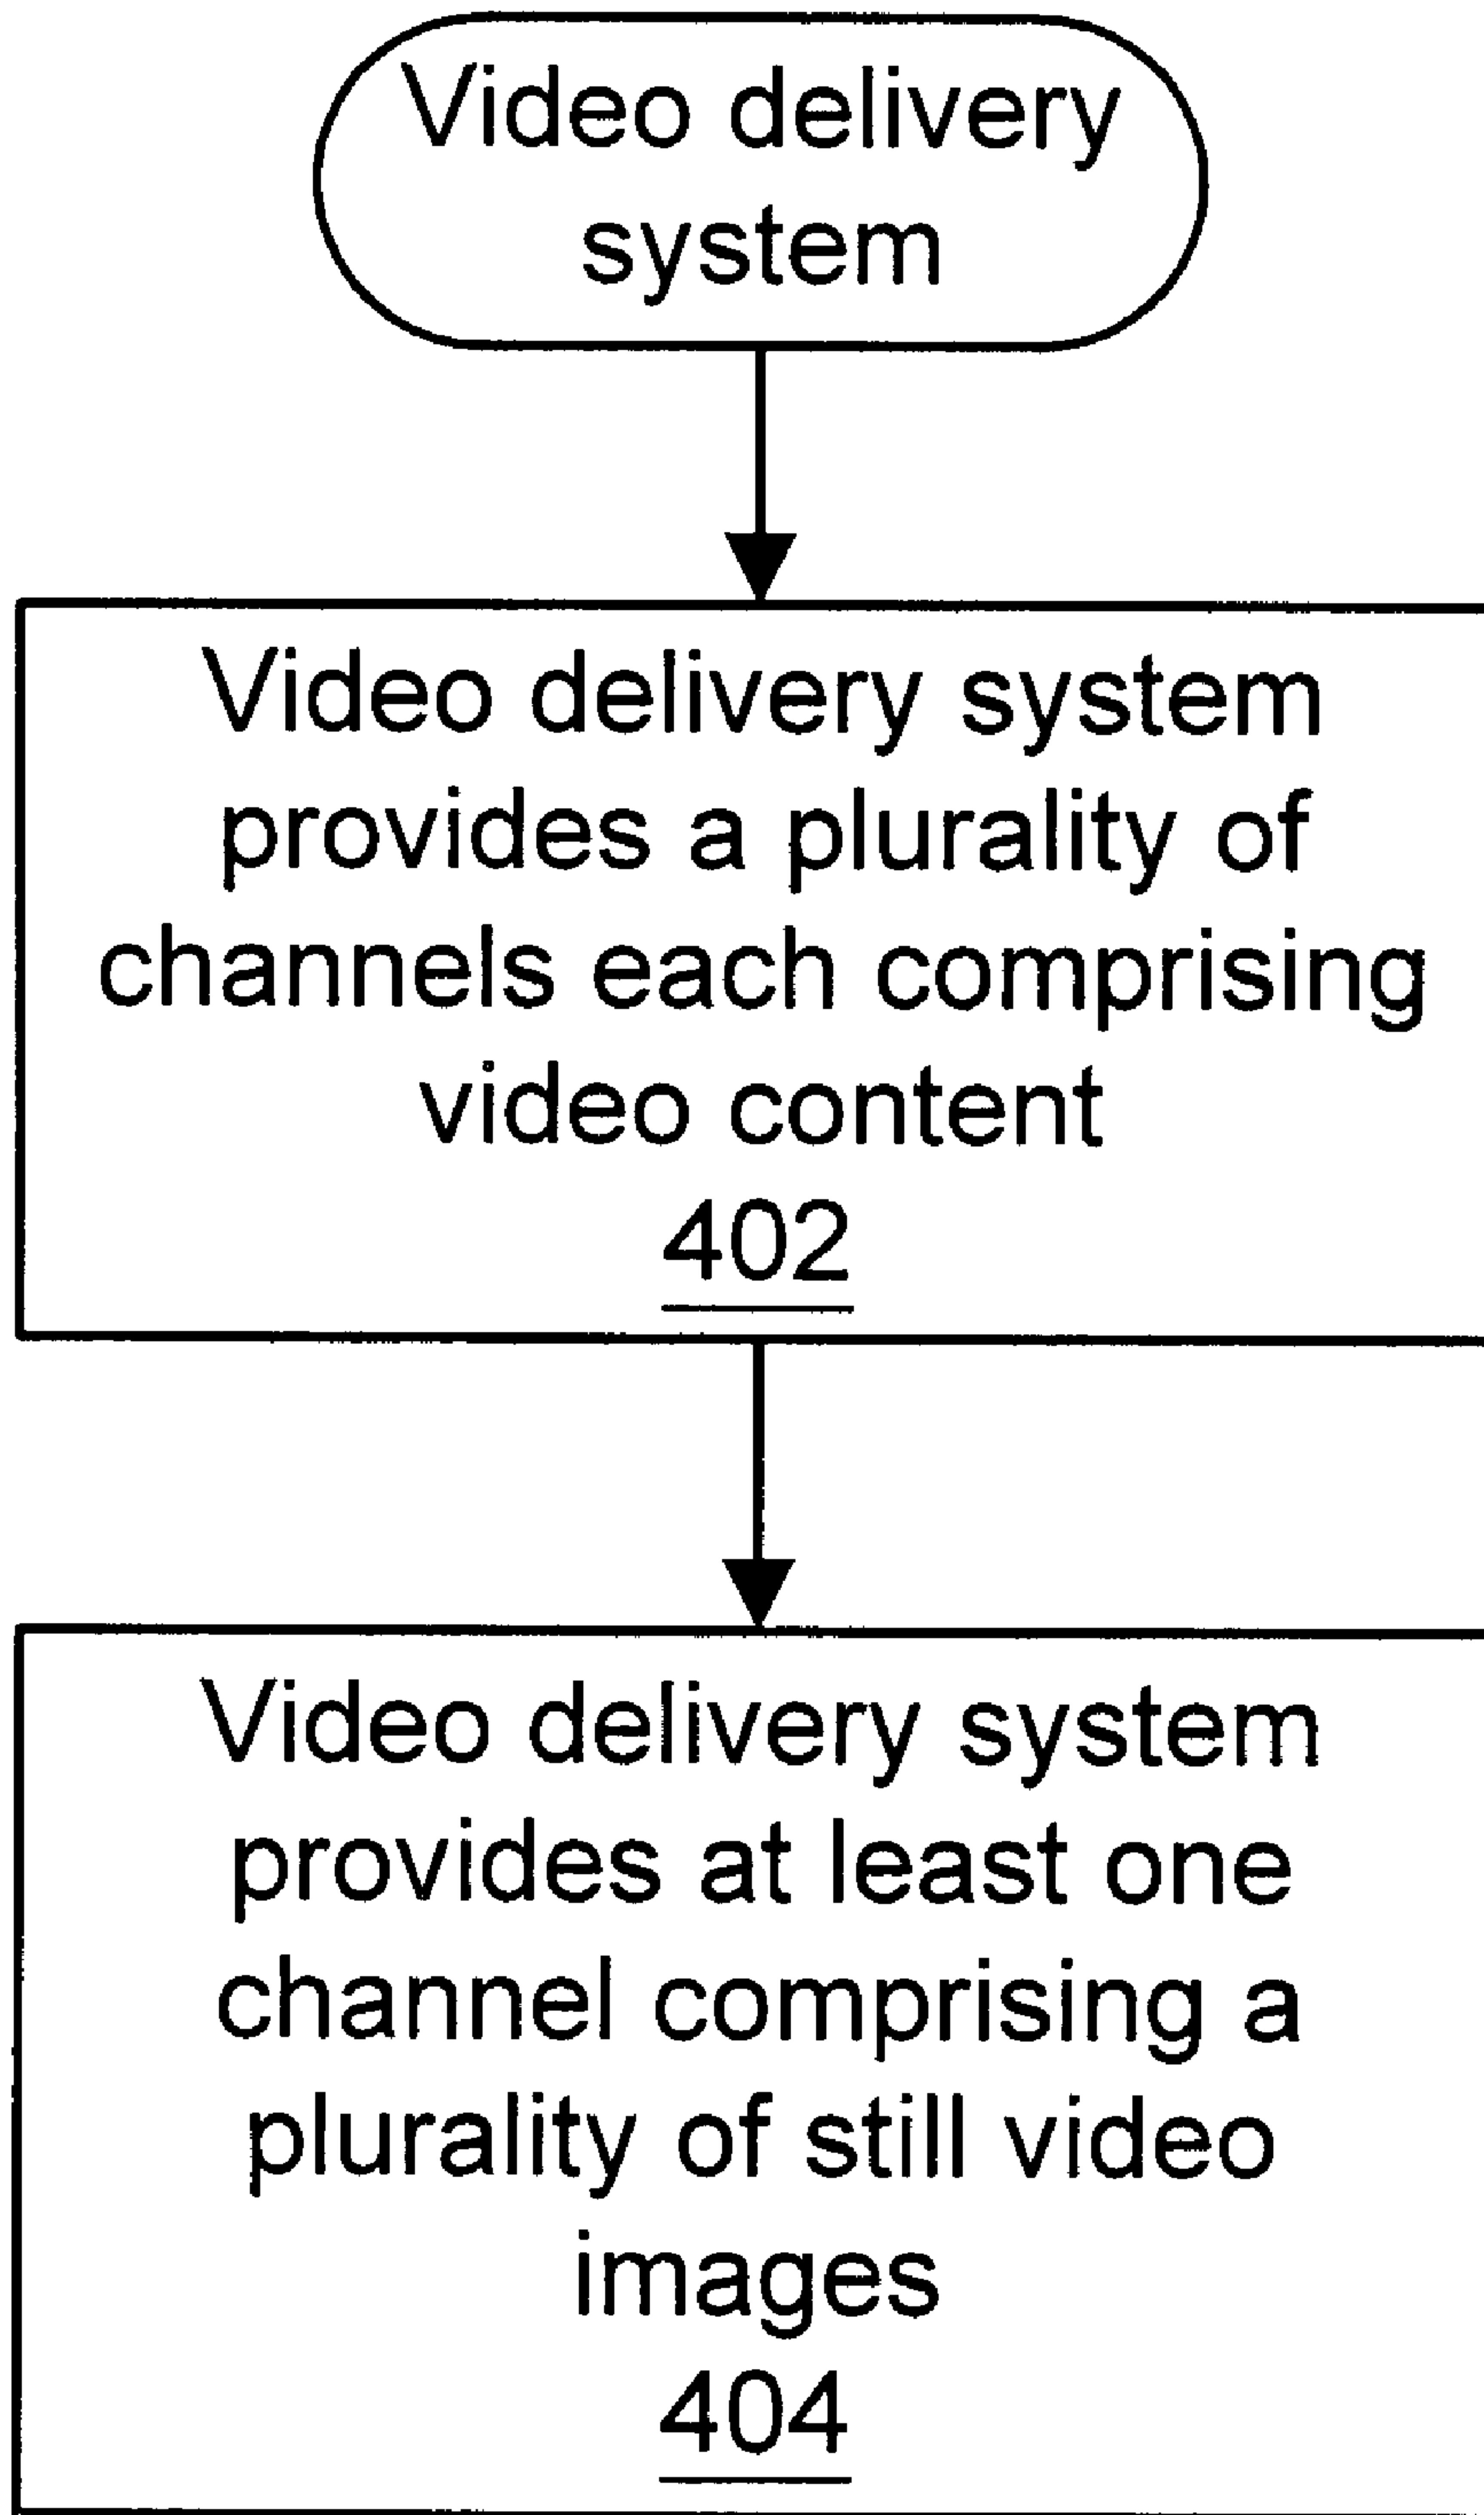 Video delivery
system
Video delivery system
provides a plurality of
channels each comprising
video content
402
Video delivery system
provides at least one
channel comprising a
plurality of still video
images
404